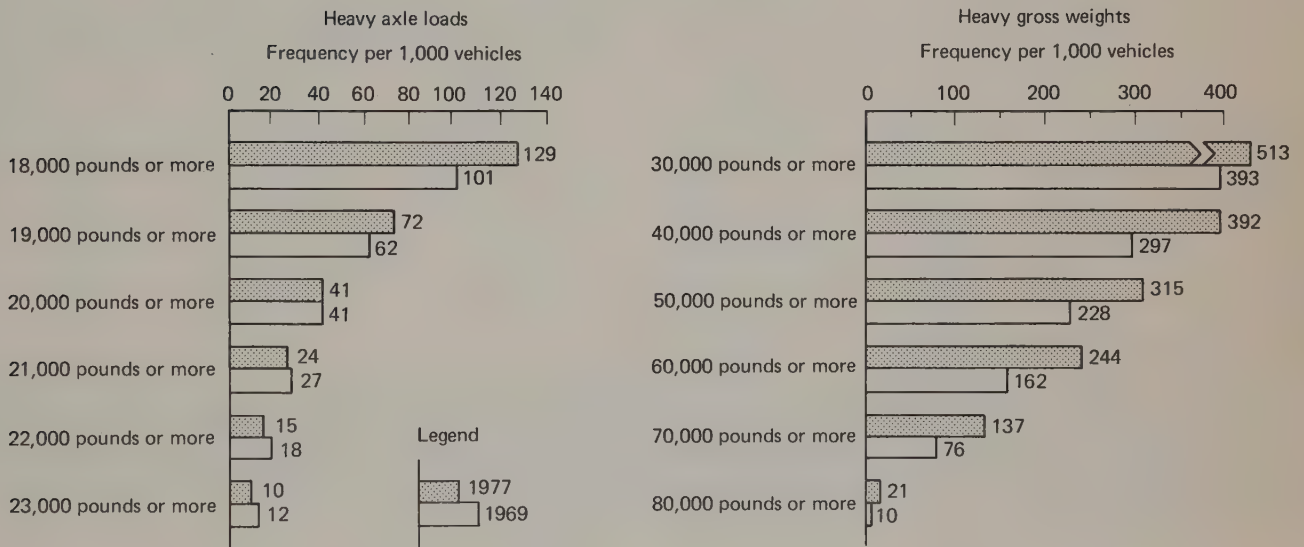 Heavy axle loads
Frequency per 1,000 vehicles
0 20 40 60 80 100 120 140
18,000 pounds or more 129
101
19,000 pounds or more 72
62
20,000 pounds or more 41
41
21,000 pounds or more 24
27
22,000 pounds or more 15
18
23,000 pounds or more 10
12
Legend
1977
1969
Heavy gross weights
Frequency per 1,000 vehicles
0 100 200 300 400
30,000 pounds or more 513
393
40,000 pounds or more 392
297
50,000 pounds or more 315
228
60,000 pounds or more 244
162
70,000 pounds or more 137
76
80,000 pounds or more 21
10